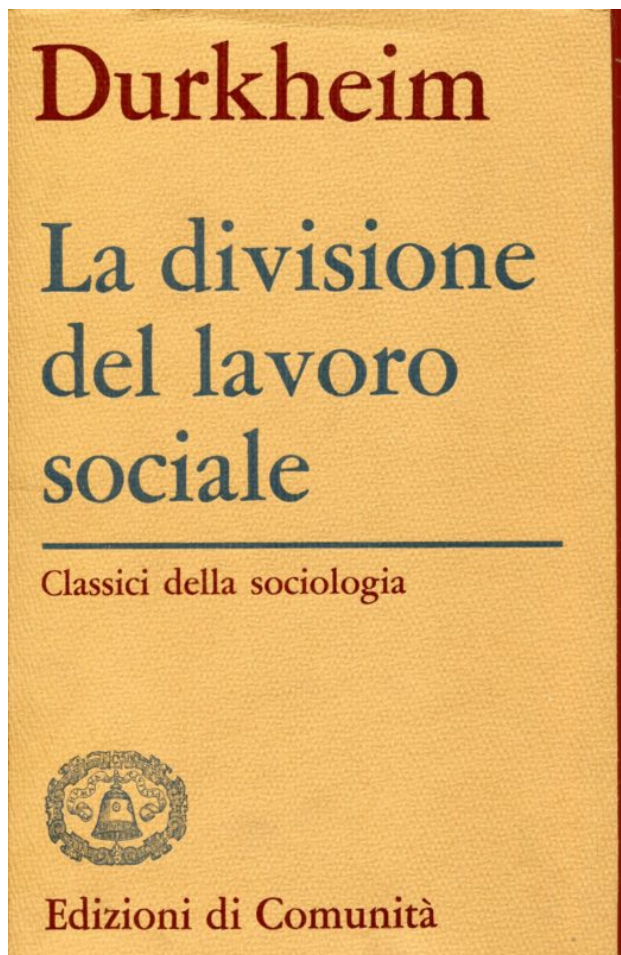 Durkheim
La divisione
del lavoro
sociale
Classici della sociologia
Edizioni di Comunità